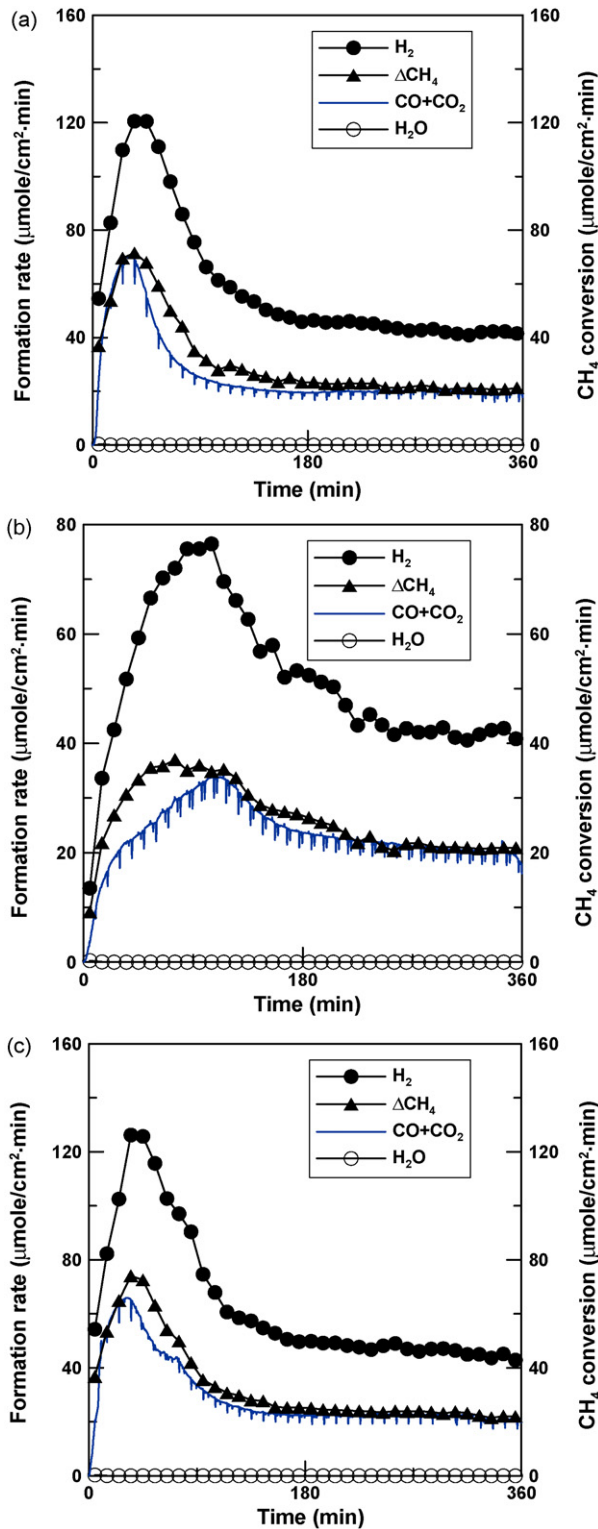 (a)
160
120
80
40
0
Formation rate (μmole/cm²·min)
H₂
ΔCH₄
CO+CO₂
H₂O
160
120
80
40
0
CH₄ conversion (μmole/cm²·min)
0
180
360
Time (min)
(b)
80
60
40
20
0
Formation rate (μmole/cm²·min)
H₂
ΔCH₄
CO+CO₂
H₂O
80
60
40
20
0
CH₄ conversion (μmole/cm²·min)
0
180
360
Time (min)
(c)
160
120
80
40
0
Formation rate (μmole/cm²·min)
H₂
ΔCH₄
CO+CO₂
H₂O
160
120
80
40
0
CH₄ conversion (μmole/cm²·min)
0
180
360
Time (min)